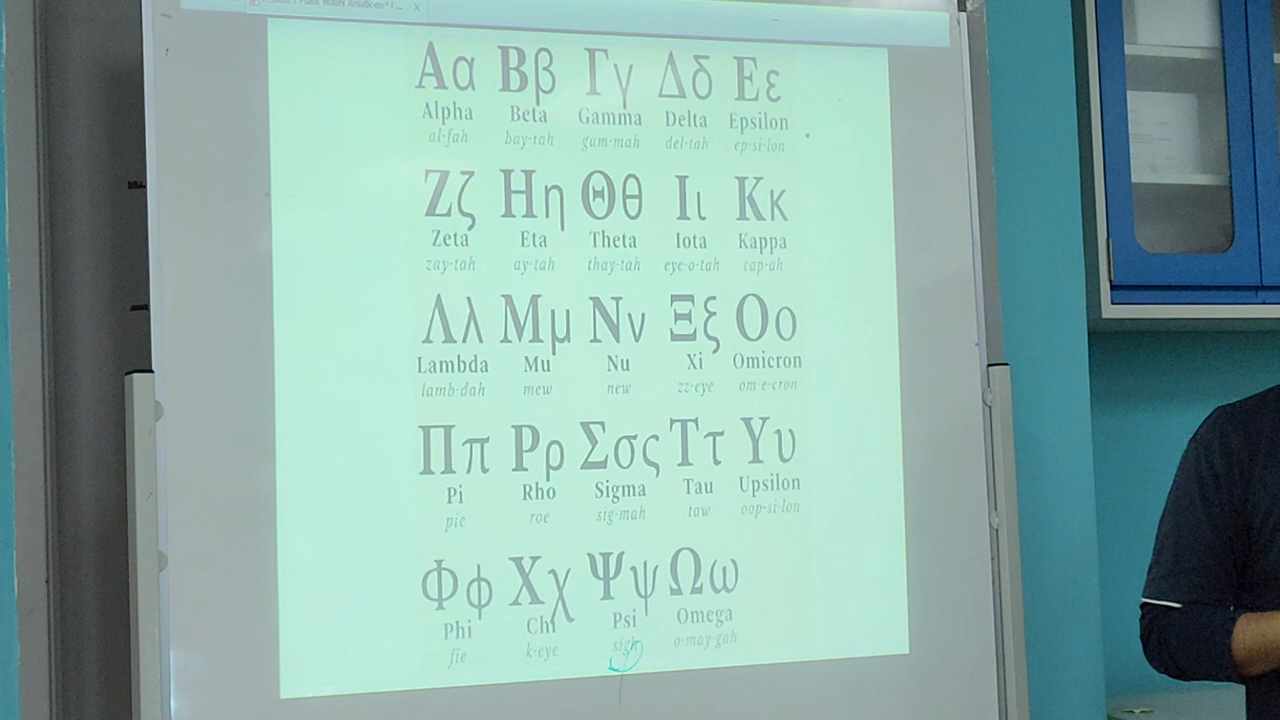 Plant Water Relations
Αα Ββ Γγ Δδ Εε
Alpha Beta Gamma Delta Epsilon
al-fah bay-tah gam-mah del-tah ep-si-lon
Ζζ Ηη Θθ Ιι Κκ
Zeta Eta Theta Iota Kappa
zay-tah ay-tah thay-tah eye-o-tah cap-ah
Λλ Μμ Νν Ξξ Οο
Lambda Mu Nu Xi Omicron
lamb-dah mew new zz-eye om-e-cron
Ππ Ρρ Σσς Ττ Υυ
Pi Rho Sigma Tau Upsilon
pie roe sig-mah taw oop-si-lon
Φφ Χχ Ψψ Ωω
Phi Chi Psi Omega
fie k-eye sigh o-may-gah